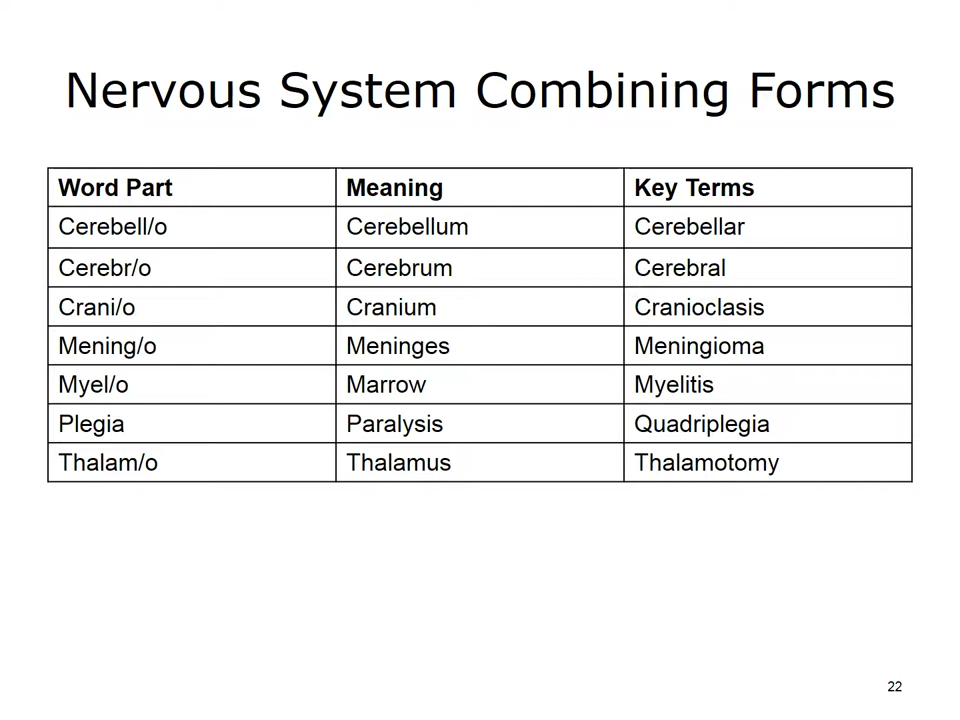 Nervous System Combining Forms
Word Part Meaning Key Terms
Cerebell/o Cerebellum Cerebellar
Cerebr/o Cerebrum Cerebral
Crani/o Cranium Cranioclasis
Mening/o Meninges Meningioma
Myel/o Marrow Myelitis
Plegia Paralysis Quadriplegia
Thalam/o Thalamus Thalamotomy
22